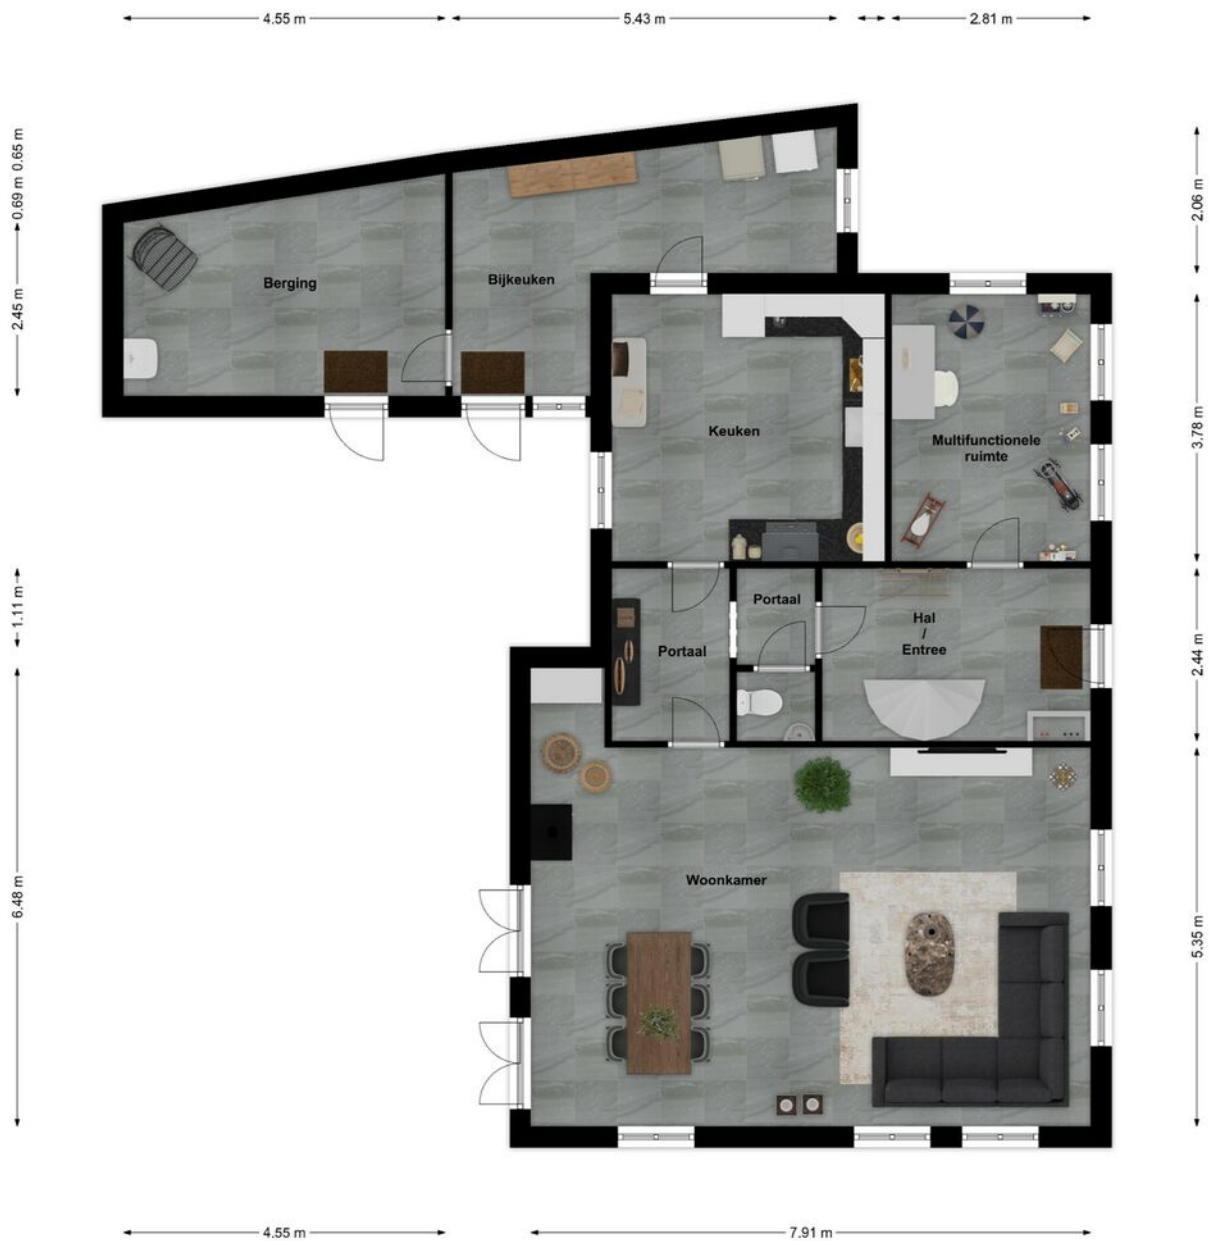 4.55 m
5.43 m
2.81 m
0.65 m
0.69 m
2.45 m
1.11 m
6.48 m
2.06 m
3.78 m
2.44 m
5.35 m
Berging
Bijkeuken
Keuken
Multifunctionele
ruimte
Portaal
Portaal
Hal
/
Entree
Woonkamer
4.55 m
7.91 m